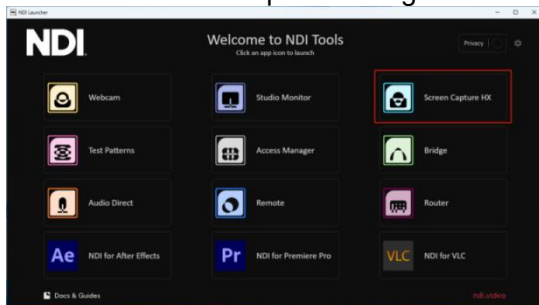 NDI Launcher
NDI
Welcome to NDI Tools
Click an app icon to launch
Privacy
Webcam
Studio Monitor
Screen Capture HX
Test Patterns
Access Manager
Bridge
Audio Direct
Remote
Router
Ae NDI for After Effects
Pr NDI for Premiere Pro
VLC NDI for VLC
Docs & Guides
ndi.video